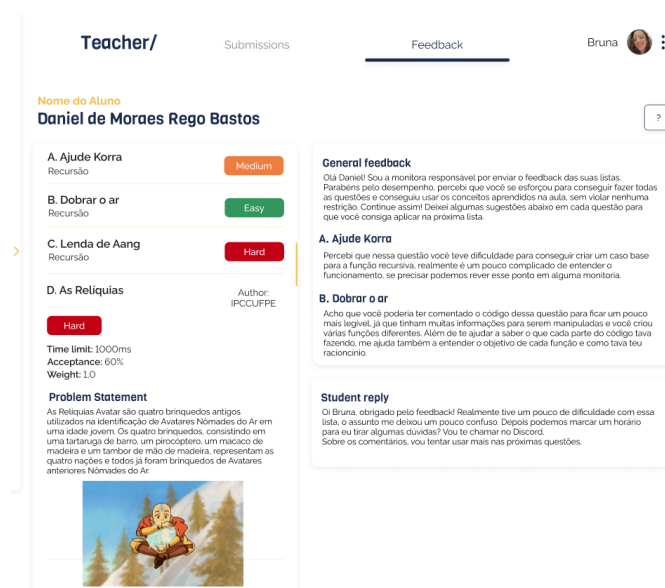 Teacher/
Submissions
Feedback
Bruna
Nome do Aluno
Daniel de Moraes Rego Bastos
?
A. Ajude Korra
Recursão
Medium
B. Dobrar o ar
Recursão
Easy
C. Lenda de Aang
Recursão
Hard
D. As Relíquias
Author:
IPCCUFPE
Hard
Time limit: 1000ms
Acceptance: 60%
Weight: 1.0
Problem Statement
As Relíquias Avatar são quatro brinquedos antigos
utilizados na identificação de Avatares Nômades do Ar em
uma idade jovem. Os quatro brinquedos, consistindo em
uma tartaruga de barro, um pirocóptero, um macaco de
madeira e um tambor de mão de madeira, representam as
quatro nações e todos já foram brinquedos de Avatares
anteriores Nômades do Ar.
General feedback
Olá Daniel! Sou a monitora responsável por enviar o feedback das suas listas.
Parabéns pelo desempenho, percebi que você se esforçou para conseguir fazer todas
as questões e conseguiu usar os conceitos aprendidos na aula, sem violar nenhuma
restrição. Continue assim! Deixei algumas sugestões abaixo em cada questão para
que você consiga aplicar na próxima lista.
A. Ajude Korra
Percebi que nessa questão você teve dificuldade para conseguir criar um caso base
para a função recursiva, realmente é um pouco complicado de entender o
funcionamento, se precisar podemos rever esse ponto em alguma monitoria.
B. Dobrar o ar
Acho que você poderia ter comentado o código dessa questão para ficar um pouco
mais legível, já que tinham muitas informações para serem manipuladas e você criou
várias funções diferentes. Além de te ajudar a saber o que cada parte do código tava
fazendo, me ajuda também a entender o objetivo de cada função e como tava teu
racioncínio.
Student reply
Oi Bruna, obrigado pelo feedback! Realmente tive um pouco de dificuldade com essa
lista, o assunto me deixou um pouco confuso. Depois podemos marcar um horário
para eu tirar algumas dúvidas? Vou te chamar no Discord.
Sobre os comentários, vou tentar usar mais nas próximas questões.